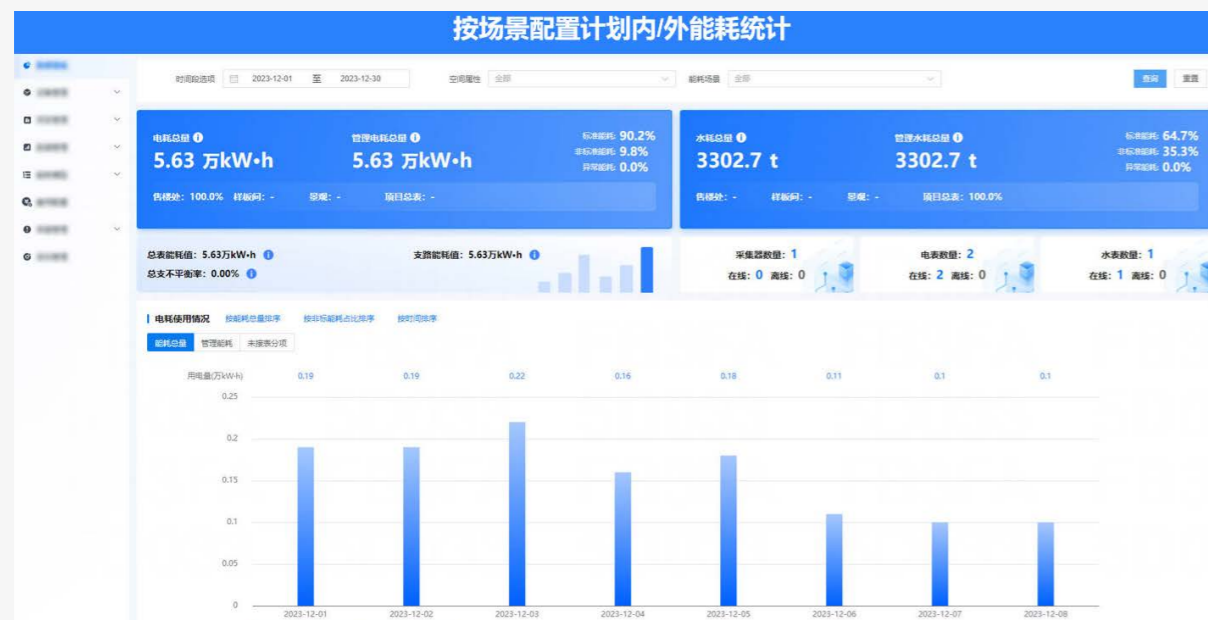 按场景配置计划内/外能耗统计
时间段选项 2023-12-01 至 2023-12-30 空间属性 全部 能耗场景 全部 查询 重置
电耗总量 管理电耗总量 标准能耗: 90.2%
5.63 万kW•h 5.63 万kW•h 非标准能耗: 9.8%
异常能耗: 0.0%
售楼处: 100.0% 样板间: - 景观: - 项目总表: -
水耗总量 管理水耗总量 标准能耗: 64.7%
3302.7 t 3302.7 t 非标准能耗: 35.3%
异常能耗: 0.0%
售楼处: - 样板间: - 景观: - 项目总表: 100.0%
总表能耗值: 5.63万kW•h 支路能耗值: 5.63万kW•h
总支不平衡率: 0.00%
采集器数量: 1
在线: 0 离线: 0
电表数量: 2
在线: 2 离线: 0
水表数量: 1
在线: 1 离线: 0
电耗使用情况 按能耗总量排序 按非标能耗占比排序 按时间排序
能耗总量 管理能耗 未接表分项
用电量(万kW•h) 0.19 0.19 0.22 0.16 0.18 0.11 0.1 0.1
0.25
0.2
0.15
0.1
0.05
0
2023-12-01 2023-12-02 2023-12-03 2023-12-04 2023-12-05 2023-12-06 2023-12-07 2023-12-08